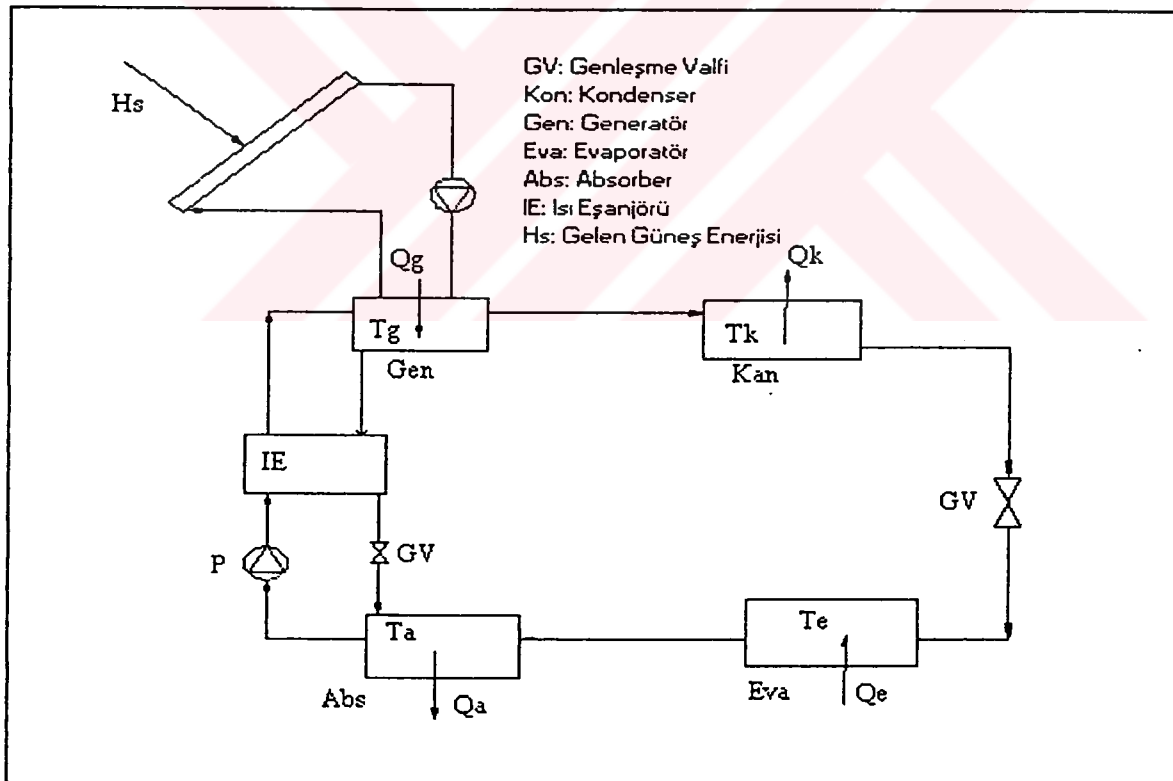 Hs
GV: Genleşme Valfi
Kon: Kondenser
Gen: Generatör
Eva: Evaporatör
Abs: Absorber
IE: Isı Eşanjörü
Hs: Gelen Güneş Enerjisi
Qg
Qk
Tg
Tk
Gen
Kan
IE
GV
P
GV
Ta
Te
Abs
Qa
Eva
Qe